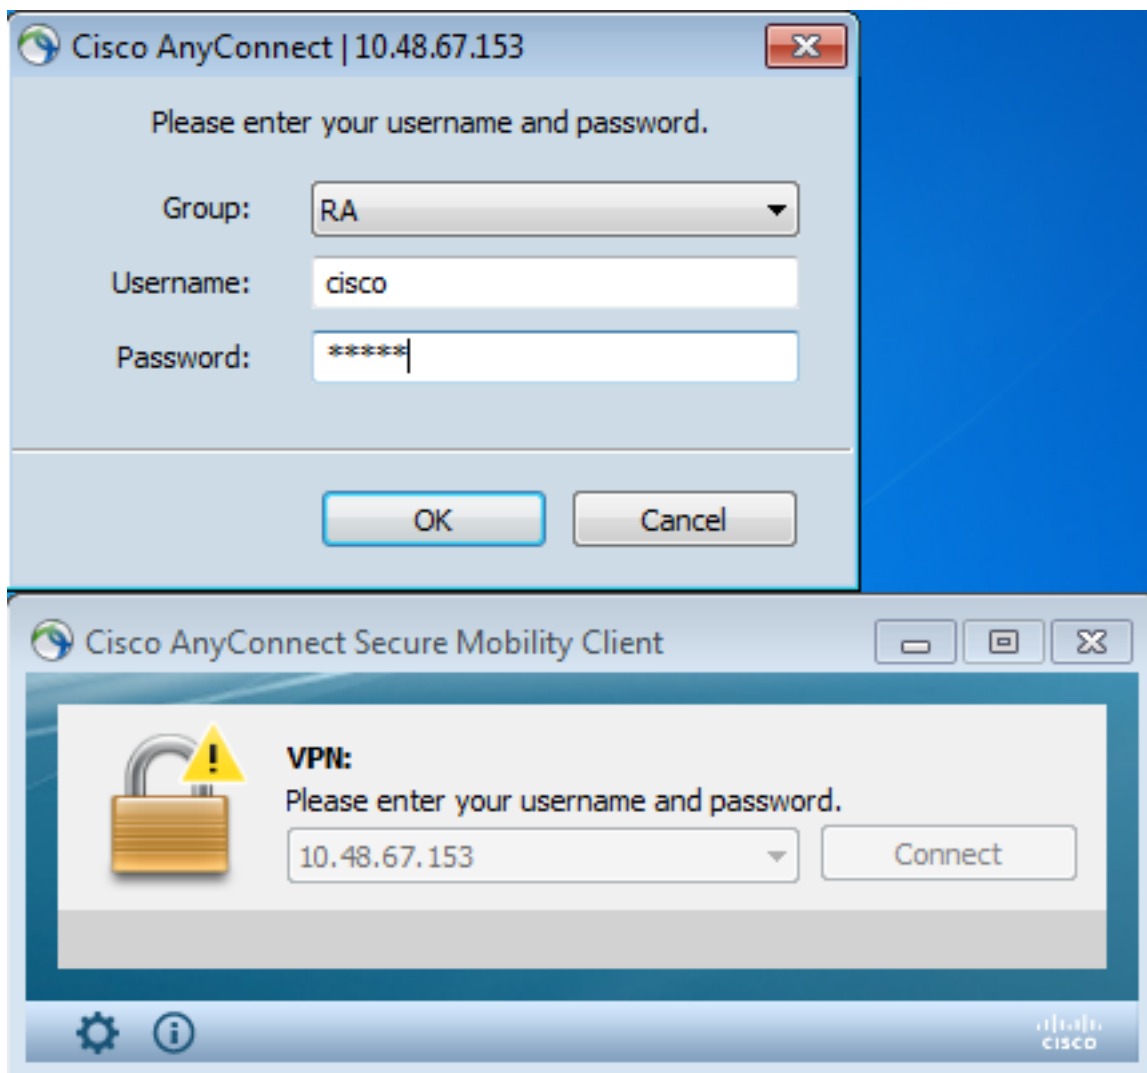 Cisco AnyConnect | 10.48.67.153
Please enter your username and password.
Group: RA
Username: cisco
Password: *****
OK Cancel
Cisco AnyConnect Secure Mobility Client
VPN:
Please enter your username and password.
10.48.67.153 Connect
CISCO